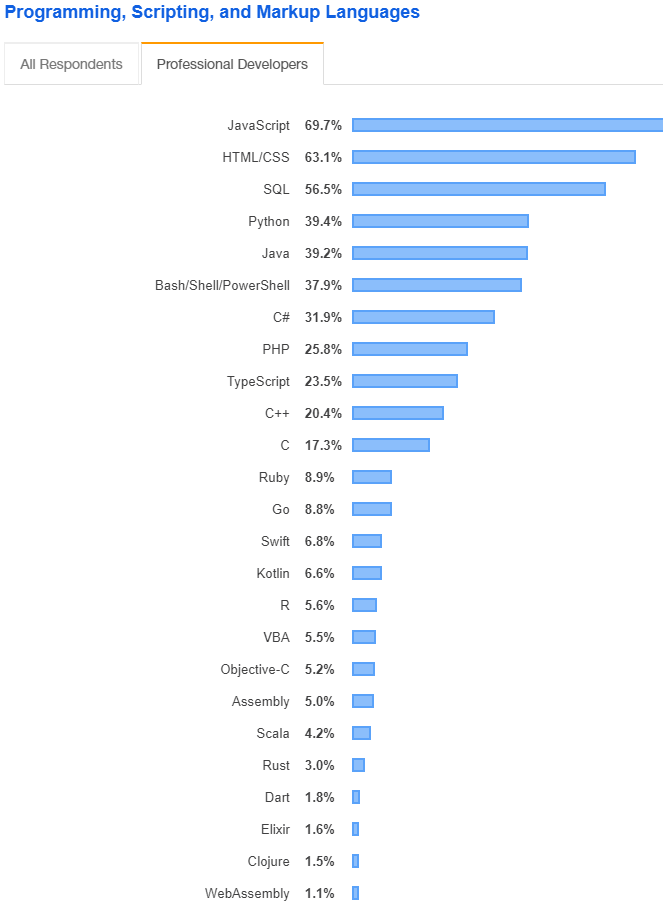 Programming, Scripting, and Markup Languages
All Respondents Professional Developers
JavaScript 69.7%
HTML/CSS 63.1%
SQL 56.5%
Python 39.4%
Java 39.2%
Bash/Shell/PowerShell 37.9%
C# 31.9%
PHP 25.8%
TypeScript 23.5%
C++ 20.4%
C 17.3%
Ruby 8.9%
Go 8.8%
Swift 6.8%
Kotlin 6.6%
R 5.6%
VBA 5.5%
Objective-C 5.2%
Assembly 5.0%
Scala 4.2%
Rust 3.0%
Dart 1.8%
Elixir 1.6%
Clojure 1.5%
WebAssembly 1.1%